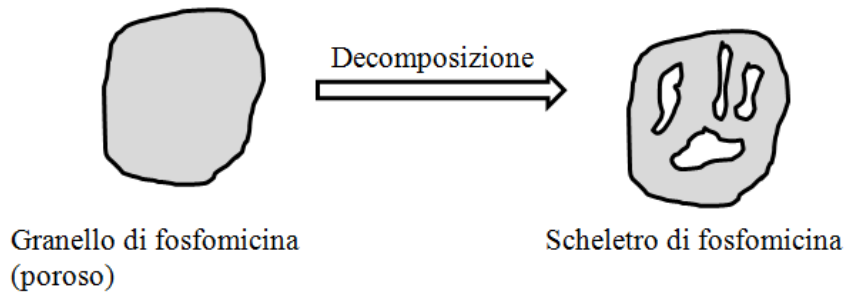 Decomposizione
Granello di fosfomicina
(poroso)
Scheletro di fosfomicina